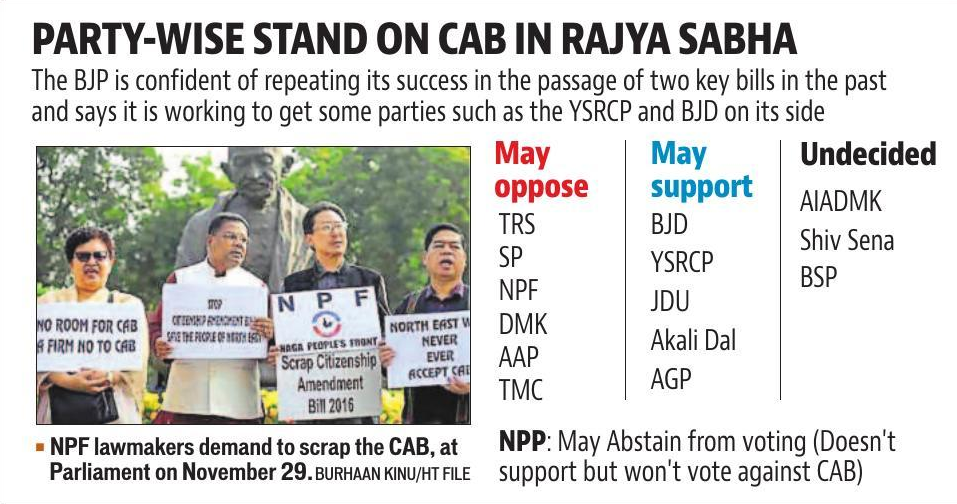 PARTY-WISE STAND ON CAB IN RAJYA SABHA
The BJP is confident of repeating its success in the passage of two key bills in the past
and says it is working to get some parties such as the YSRCP and BJD on its side
NO ROOM FOR CAB
A FIRM NO TO CAB
STOP
CITIZENSHIP AMENDMENT
SAVE THE PEOPLE OF NORTH EAST
N P F
NAGA PEOPLE'S FRONT
Scrap Citizenship
Amendment
Bill 2016
NORTH EAST W
NEVER
EVER
ACCEPT CA
▪ NPF lawmakers demand to scrap the CAB, at
Parliament on November 29. BURHAAN KINU/HT FILE
May
oppose
TRS
SP
NPF
DMK
AAP
TMC
May
support
BJD
YSRCP
JDU
Akali Dal
AGP
Undecided
AIADMK
Shiv Sena
BSP
NPP: May Abstain from voting (Doesn't
support but won't vote against CAB)